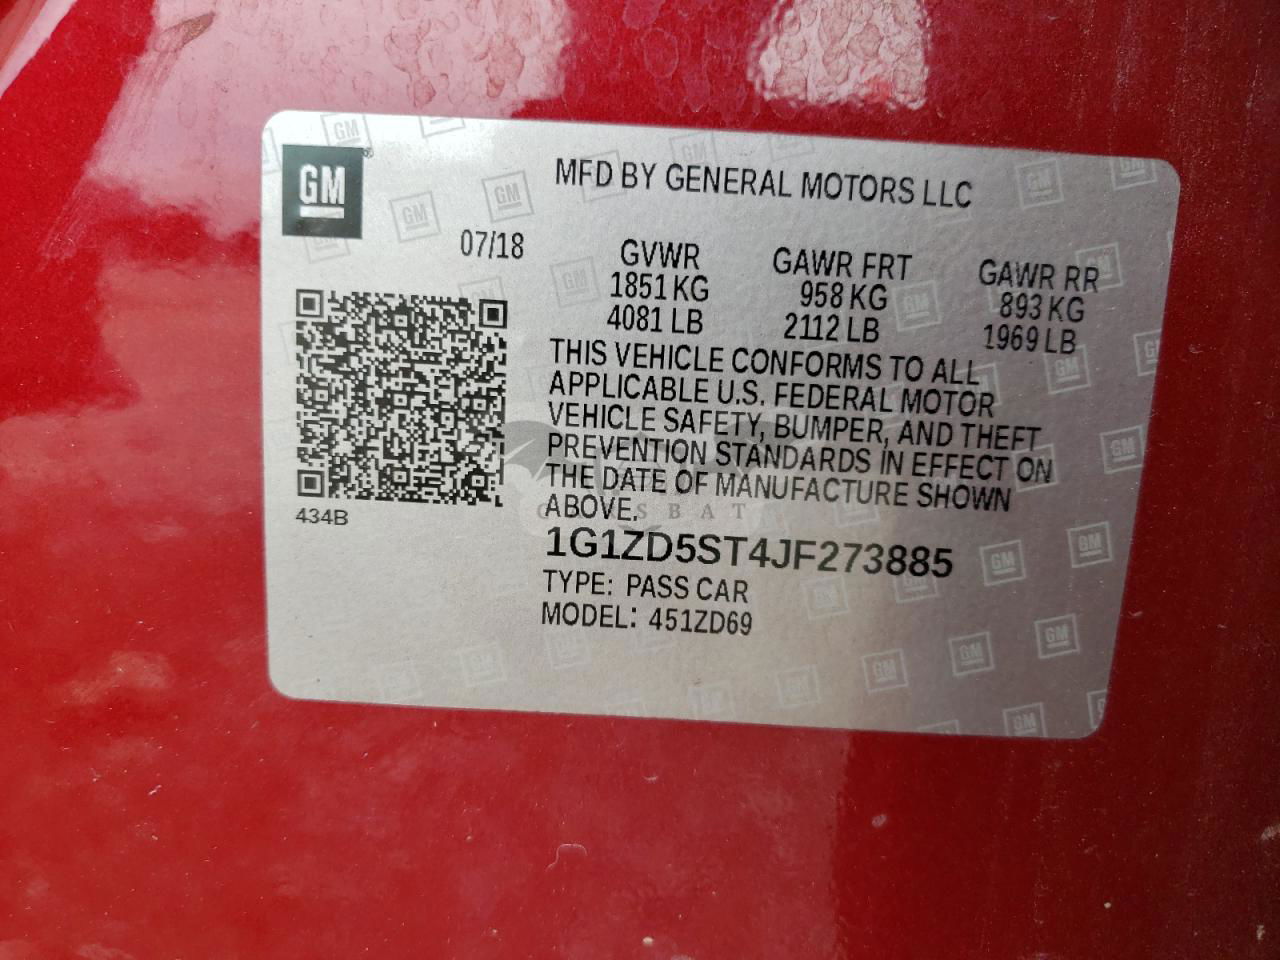 GM
MFD BY GENERAL MOTORS LLC
07/18
GVWR GAWR FRT GAWR RR
1851 KG 958 KG 893 KG
4081 LB 2112 LB 1969 LB
THIS VEHICLE CONFORMS TO ALL
APPLICABLE U.S. FEDERAL MOTOR
VEHICLE SAFETY, BUMPER, AND THEFT
PREVENTION STANDARDS IN EFFECT ON
THE DATE OF MANUFACTURE SHOWN
ABOVE.
434B
1G1ZD5ST4JF273885
TYPE: PASS CAR
MODEL: 451ZD69